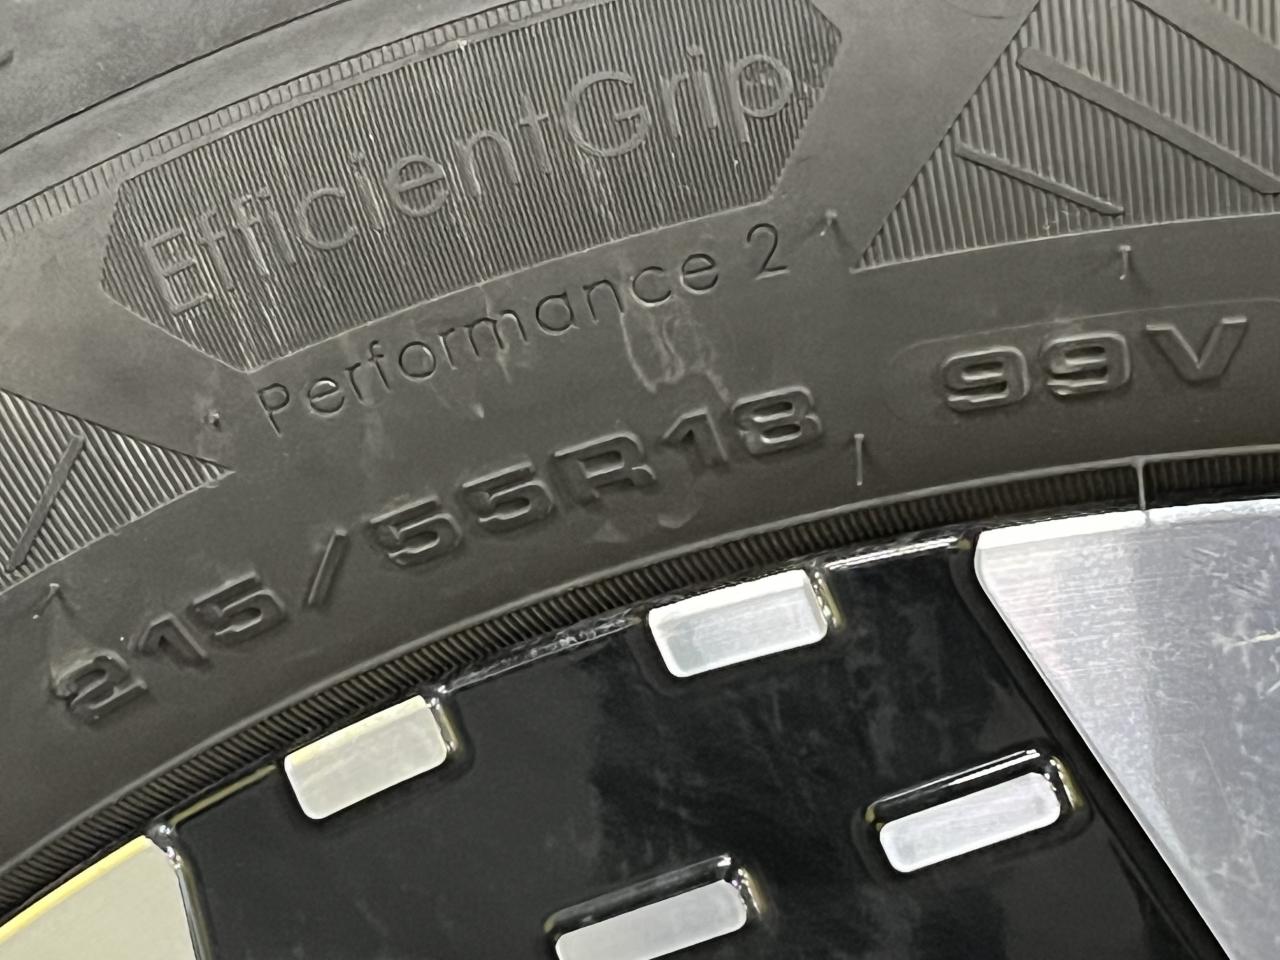 EfficientGrip
Performance 2
215/55R18 99V